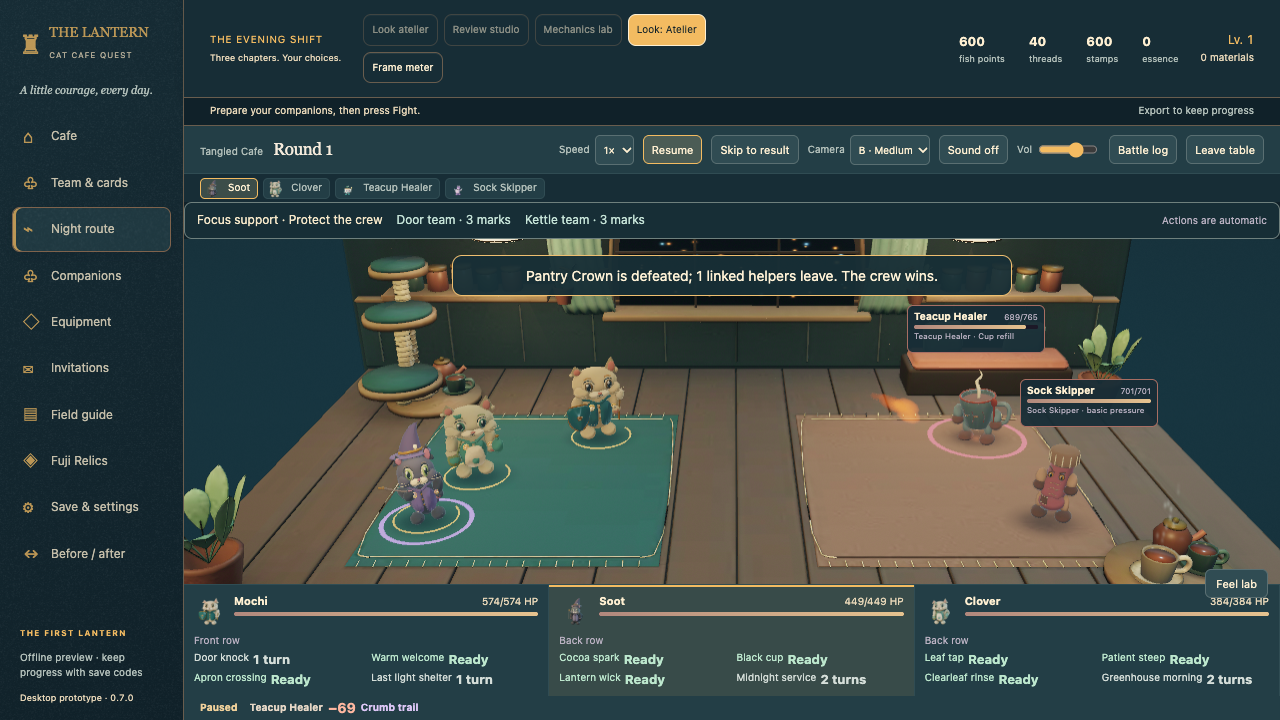 THE LANTERN
CAT CAFE QUEST
A little courage, every day.
Cafe
Team & cards
Night route
Companions
Equipment
Invitations
Field guide
Fuji Relics
Save & settings
Before / after
THE FIRST LANTERN
Offline preview · keep
progress with save codes
Desktop prototype · 0.7.0
THE EVENING SHIFT
Three chapters. Your choices.
Look atelier
Review studio
Mechanics lab
Look: Atelier
Frame meter
600 fish points
40 threads
600 stamps
0 essence
Lv. 1
0 materials
Prepare your companions, then press Fight.
Export to keep progress
Tangled Cafe Round 1
Speed 1x Resume Skip to result Camera B · Medium Sound off Vol Battle log Leave table
Soot Clover Teacup Healer Sock Skipper
Focus support · Protect the crew Door team · 3 marks Kettle team · 3 marks Actions are automatic
Pantry Crown is defeated; 1 linked helpers leave. The crew wins.
Teacup Healer 689/765
Teacup Healer · Cup refill
Sock Skipper 701/701
Sock Skipper · basic pressure
Feel lab
Mochi 574/574 HP
Front row
Door knock 1 turn Warm welcome Ready
Apron crossing Ready Last light shelter 1 turn
Soot 449/449 HP
Back row
Cocoa spark Ready Black cup Ready
Lantern wick Ready Midnight service 2 turns
Clover 384/384 HP
Back row
Leaf tap Ready Patient steep Ready
Clearleaf rinse Ready Greenhouse morning 2 turns
Paused Teacup Healer −69 Crumb trail